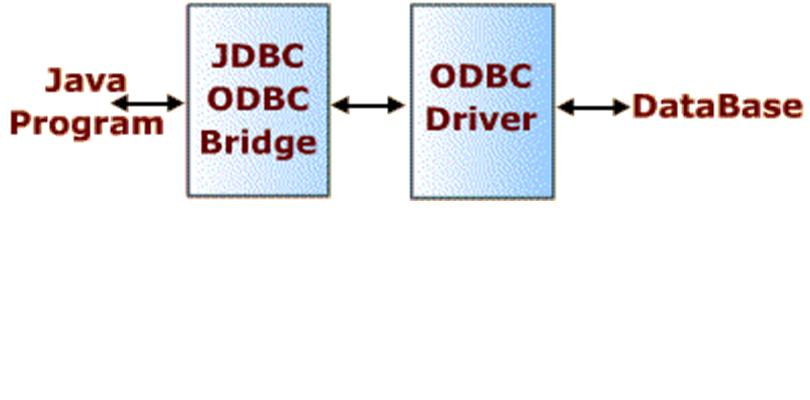 Java
Program
JDBC
ODBC
Bridge
ODBC
Driver
DataBase